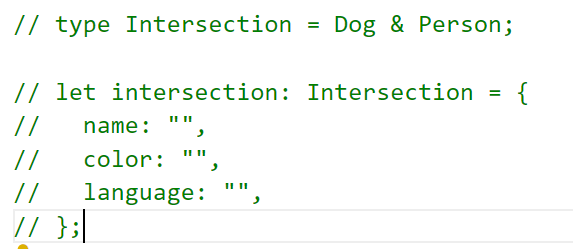 // type Intersection = Dog & Person;
// let intersection: Intersection = {
//   name: "",
//   color: "",
//   language: "",
// };